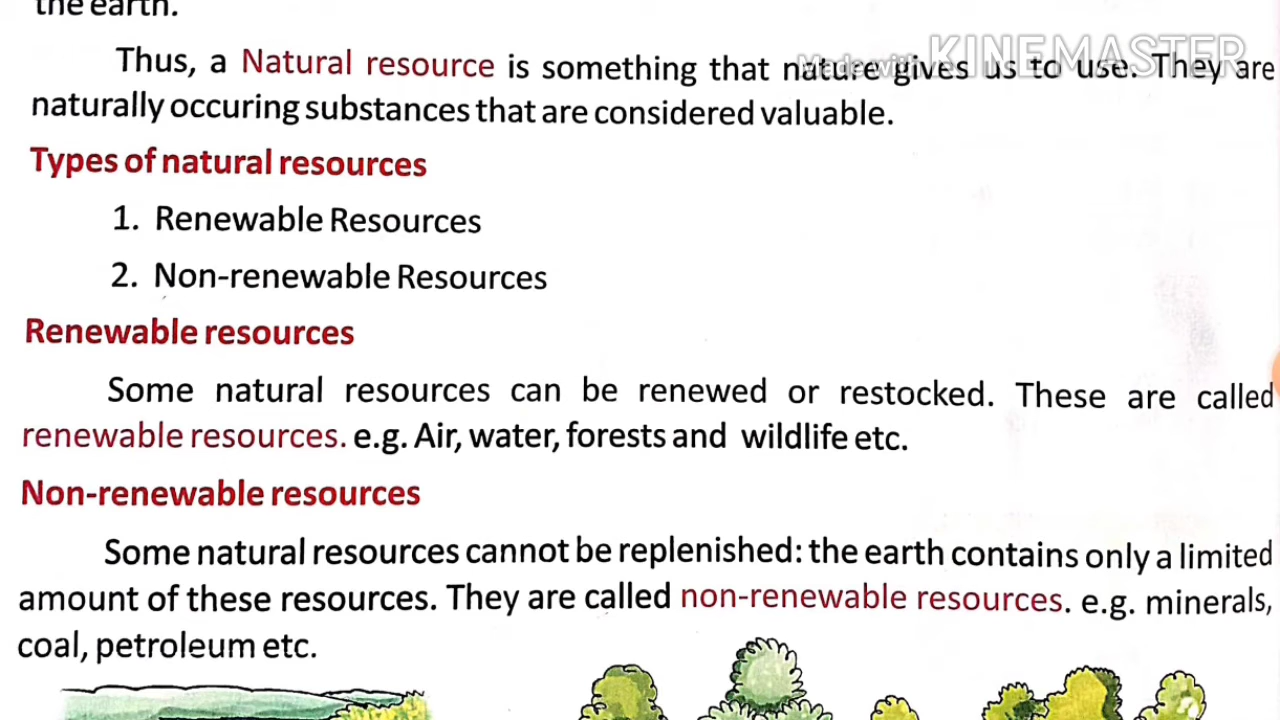 the earth.
Made with KINEMASTER
Thus, a Natural resource is something that nature gives us to use. They are
naturally occuring substances that are considered valuable.
Types of natural resources
1. Renewable Resources
2. Non-renewable Resources
Renewable resources
Some natural resources can be renewed or restocked. These are called
renewable resources. e.g. Air, water, forests and wildlife etc.
Non-renewable resources
Some natural resources cannot be replenished: the earth contains only a limited
amount of these resources. They are called non-renewable resources. e.g. minerals,
coal, petroleum etc.